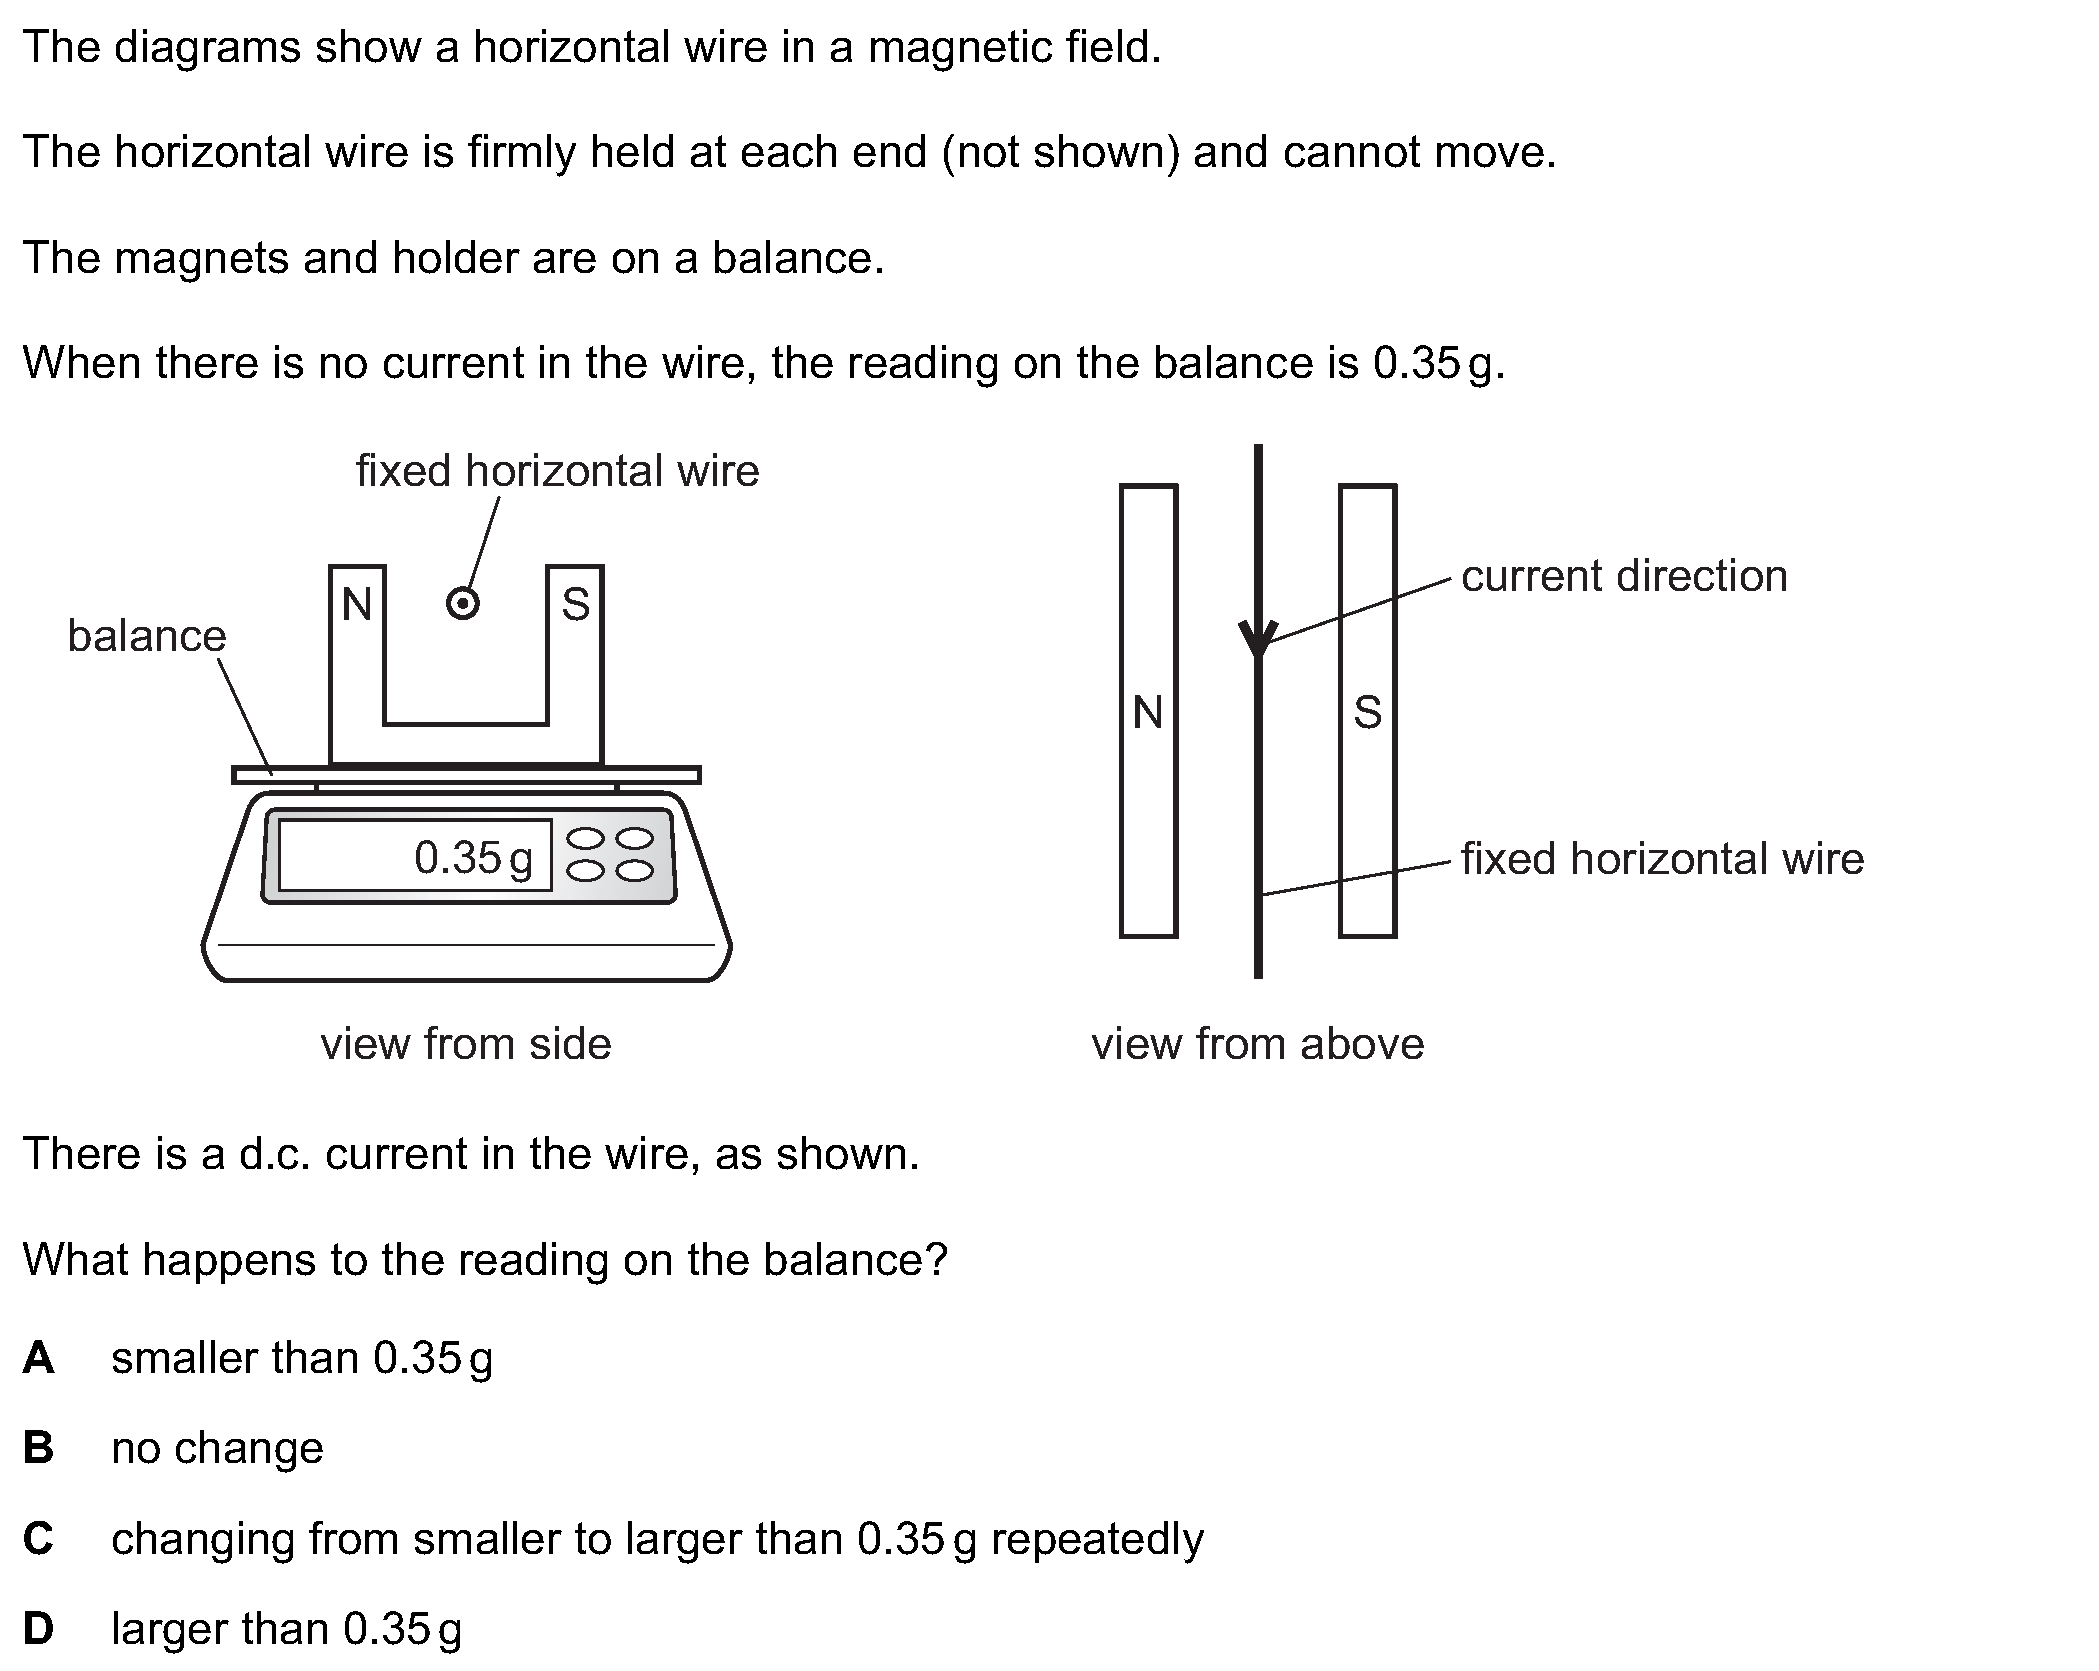 The diagrams show a horizontal wire in a magnetic field.
The horizontal wire is firmly held at each end (not shown) and cannot move.
The magnets and holder are on a balance.
When there is no current in the wire, the reading on the balance is 0.35 g.
fixed horizontal wire
N
S
balance
0.35 g
view from side
current direction
N
S
fixed horizontal wire
view from above
There is a d.c. current in the wire, as shown.
What happens to the reading on the balance?
A smaller than 0.35 g
B no change
C changing from smaller to larger than 0.35 g repeatedly
D larger than 0.35 g